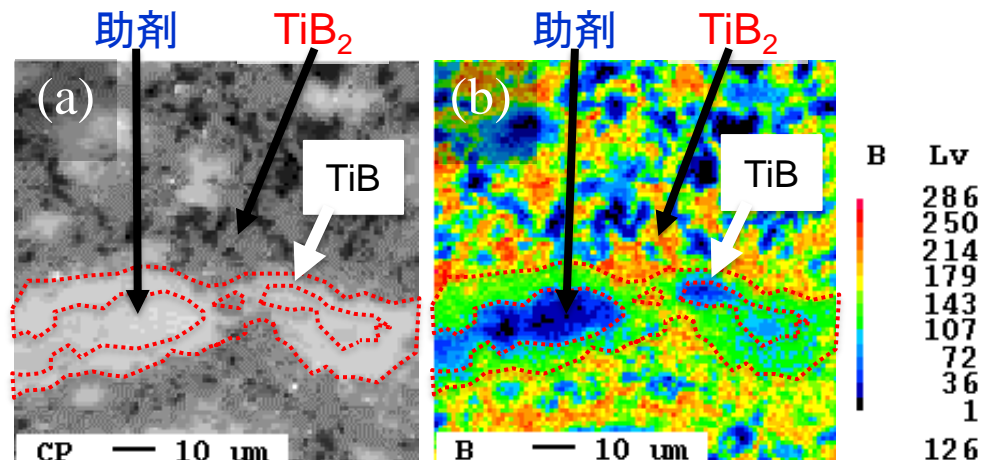 助剤 TiB2
助剤 TiB2
(a)
TiB
CP 10 um
(b)
TiB
B 10 um
B Lv
286
250
214
179
143
107
72
36
1
126